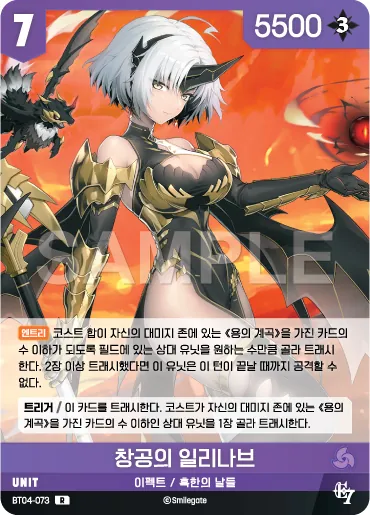 7
5500
3
SAMPLE
엔트리 코스트 합이 자신의 대미지 존에 있는 《용의 계곡》을 가진 카드의
수 이하가 되도록 필드에 있는 상대 유닛을 원하는 수만큼 골라 트래시
한다. 2장 이상 트래시했다면 이 유닛은 이 턴이 끝날 때까지 공격할 수
없다.
트리거 / 이 카드를 트래시한다. 코스트가 자신의 대미지 존에 있는 《용의
계곡》을 가진 카드의 수 이하인 상대 유닛을 1장 골라 트래시한다.
창공의 일리나브
UNIT
이펙트 / 혹한의 날들
BT04-073 R
©Smilegate
E7